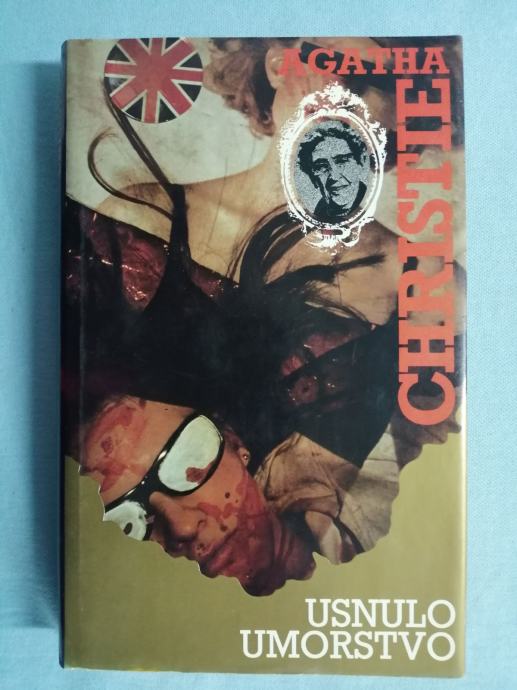 AGATHA
CHRISTIE
USNULO
UMORSTVO